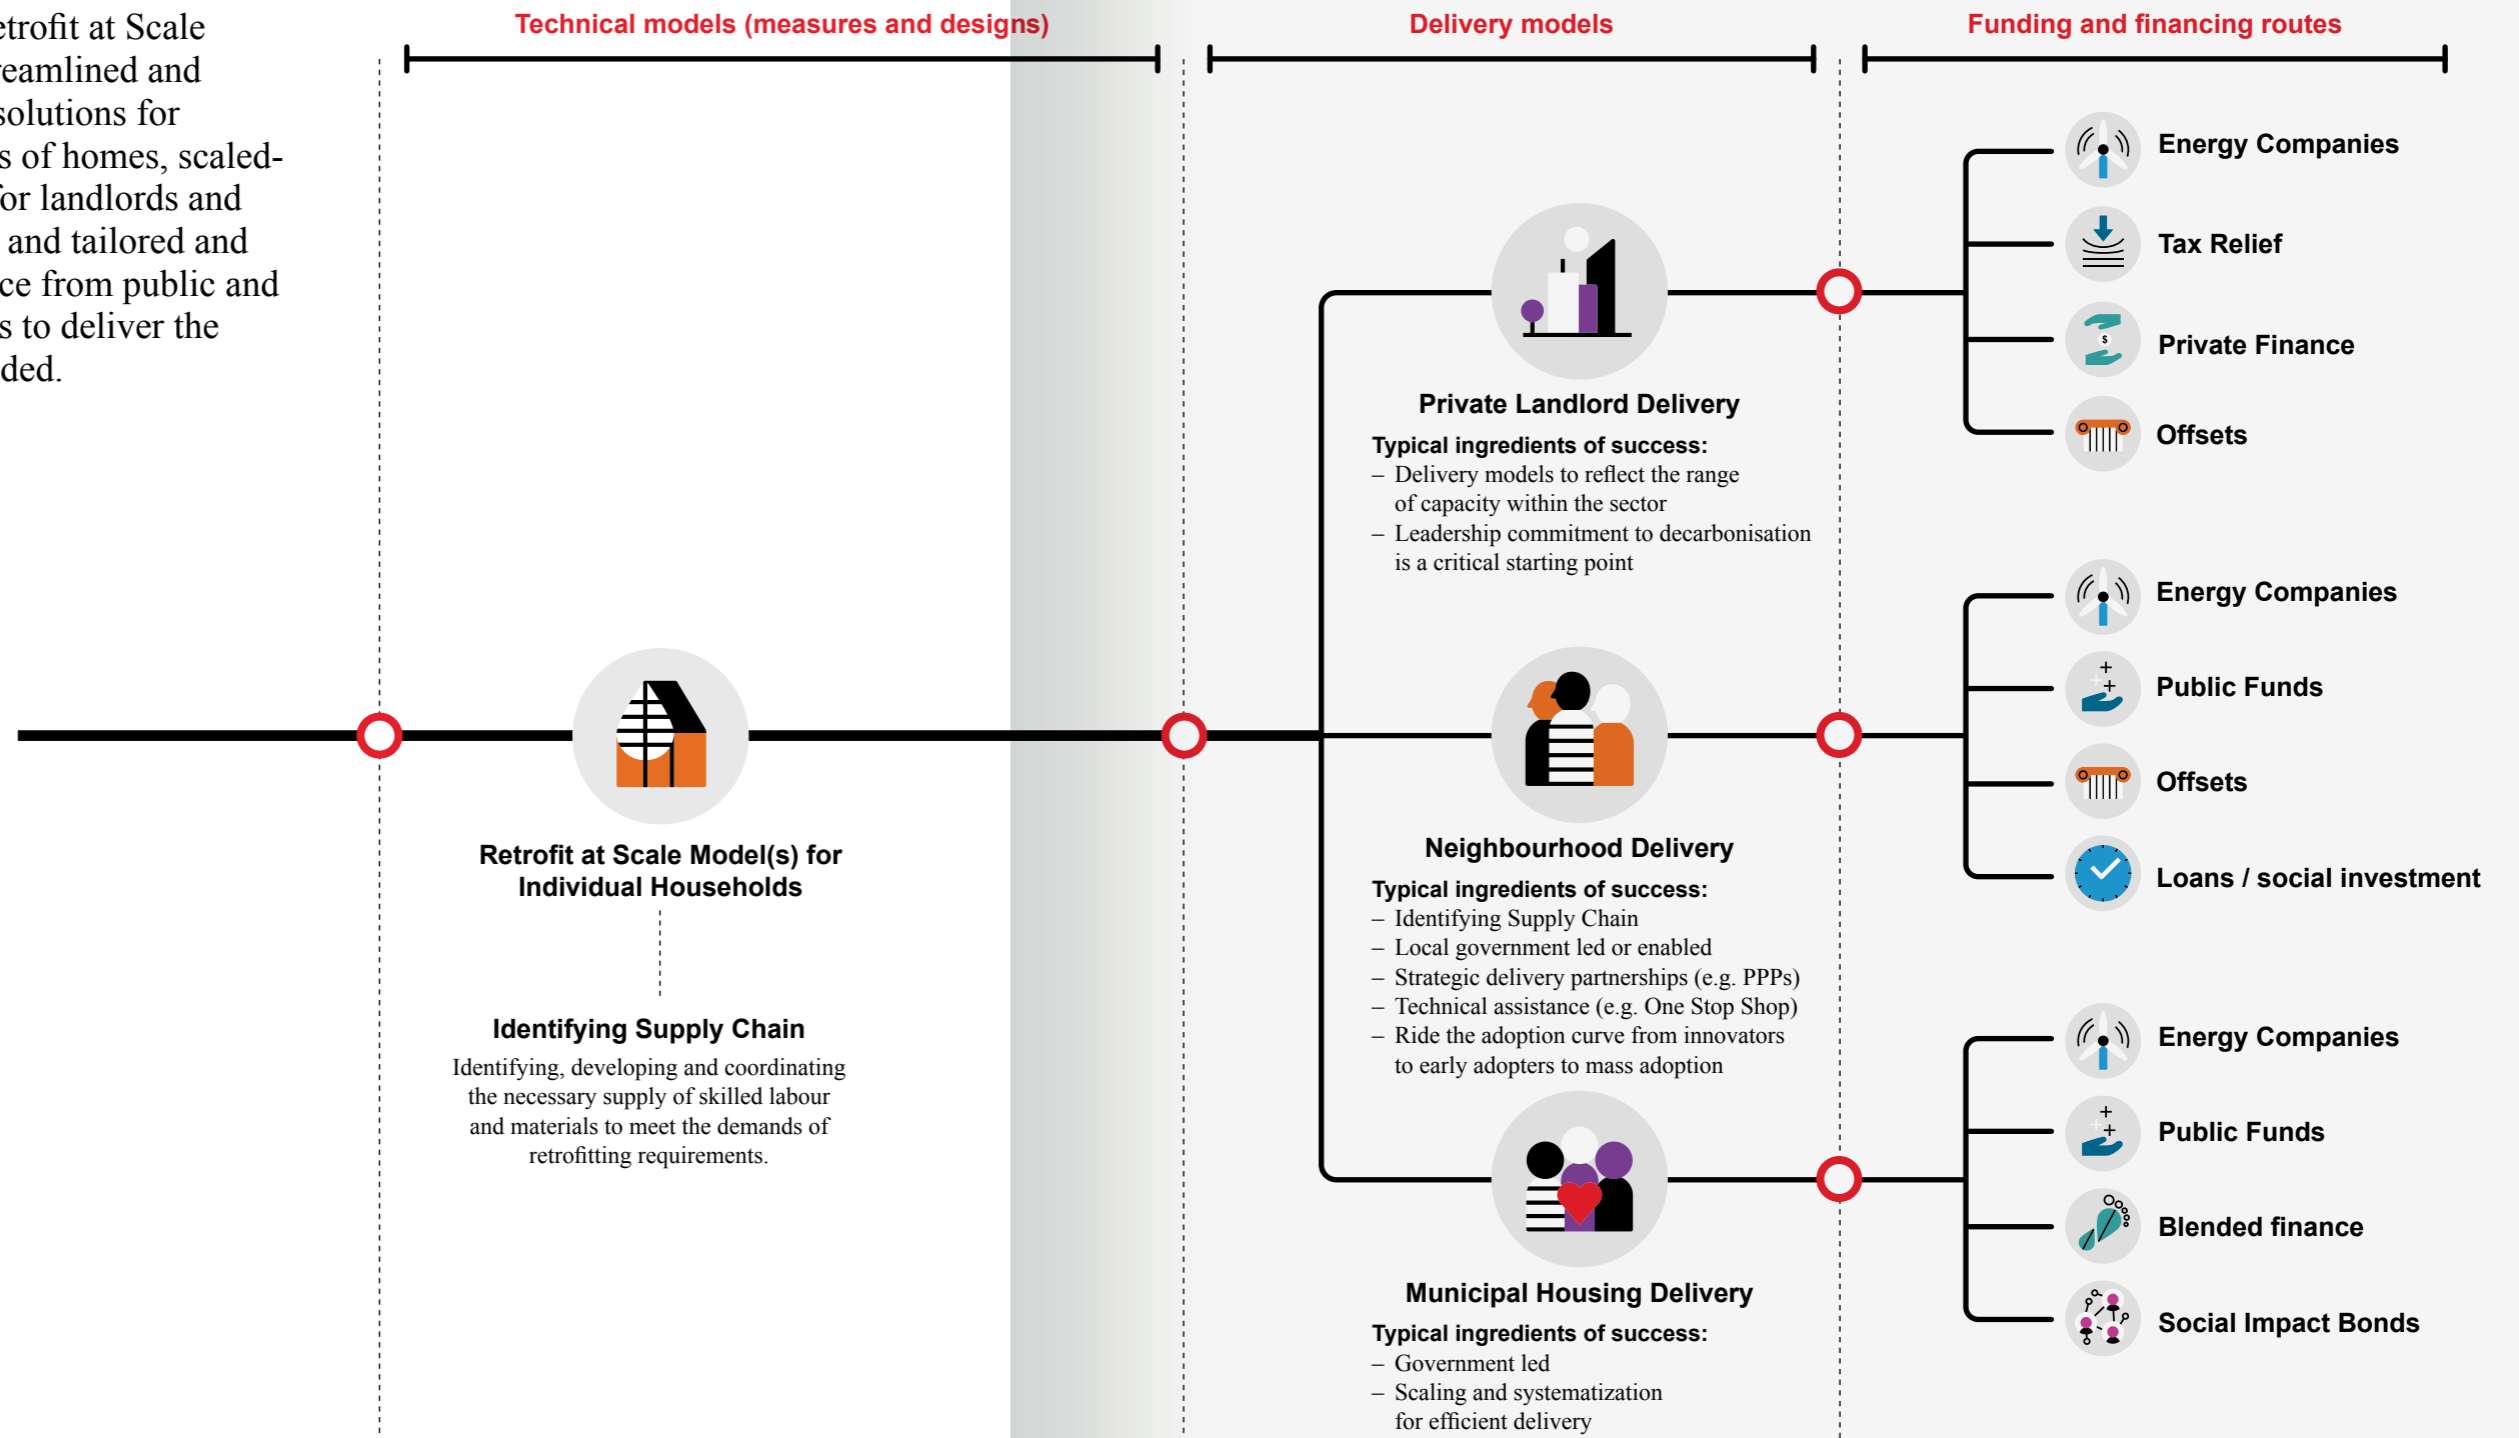 etrofit at Scale
reamlined and
solutions for
s of homes, scaled-
for landlords and
and tailored and
ce from public and
s to deliver the
ded.
Technical models (measures and designs)
Delivery models
Funding and financing routes
Retrofit at Scale Model(s) for
Individual Households
Identifying Supply Chain
Identifying, developing and coordinating
the necessary supply of skilled labour
and materials to meet the demands of
retrofitting requirements.
Private Landlord Delivery
Typical ingredients of success:
– Delivery models to reflect the range
of capacity within the sector
– Leadership commitment to decarbonisation
is a critical starting point
Energy Companies
Tax Relief
$
Private Finance
Offsets
Neighbourhood Delivery
Typical ingredients of success:
– Identifying Supply Chain
– Local government led or enabled
– Strategic delivery partnerships (e.g. PPPs)
– Technical assistance (e.g. One Stop Shop)
– Ride the adoption curve from innovators
to early adopters to mass adoption
Energy Companies
Public Funds
Offsets
Loans / social investment
Municipal Housing Delivery
Typical ingredients of success:
– Government led
– Scaling and systematization
for efficient delivery
Energy Companies
Public Funds
Blended finance
Social Impact Bonds